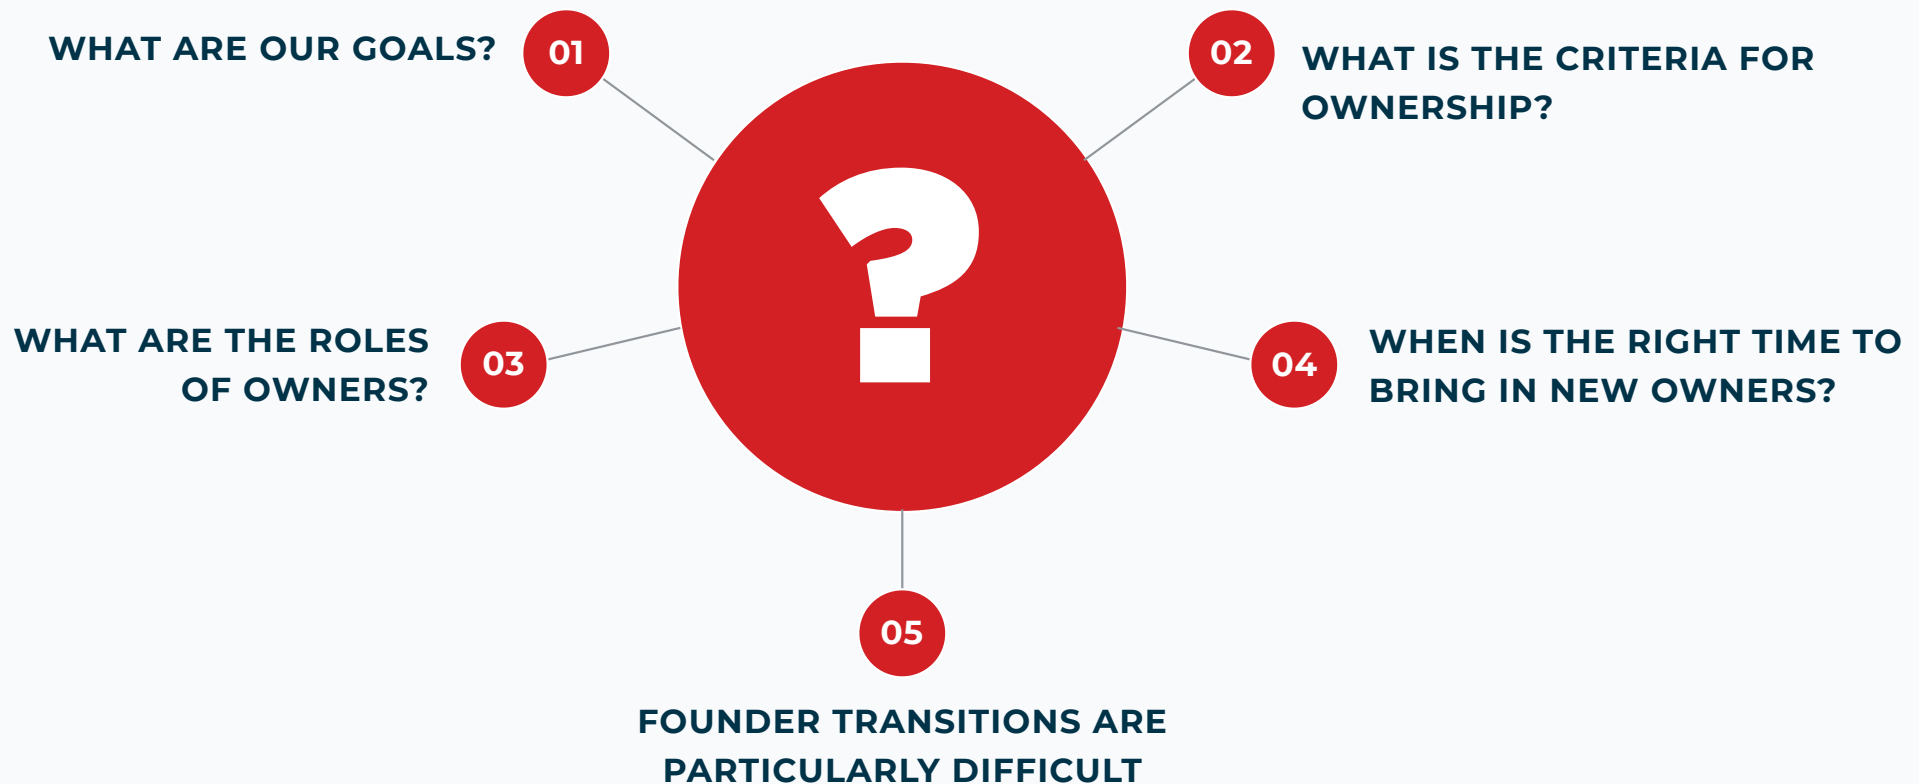 WHAT ARE OUR GOALS?
01
02
WHAT IS THE CRITERIA FOR
OWNERSHIP?
?
WHAT ARE THE ROLES
OF OWNERS?
03
04
WHEN IS THE RIGHT TIME TO
BRING IN NEW OWNERS?
05
FOUNDER TRANSITIONS ARE
PARTICULARLY DIFFICULT